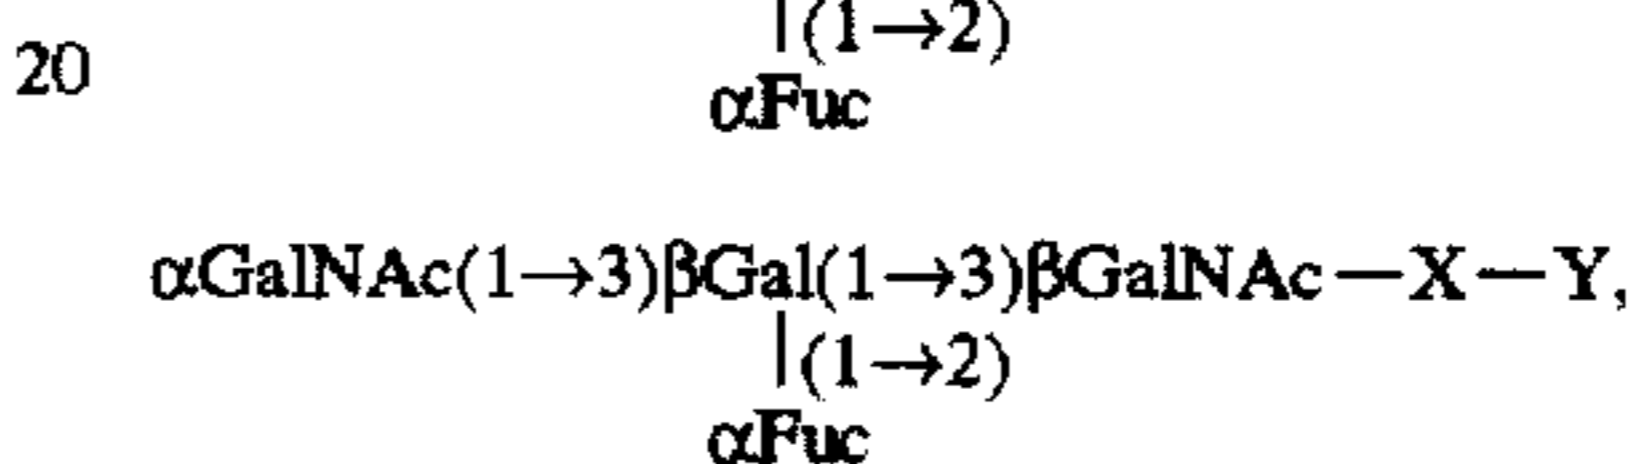 |(1→2)
20
αFuc
αGalNAc(1→3)βGal(1→3)βGalNAc—X—Y,
|(1→2)
αFuc